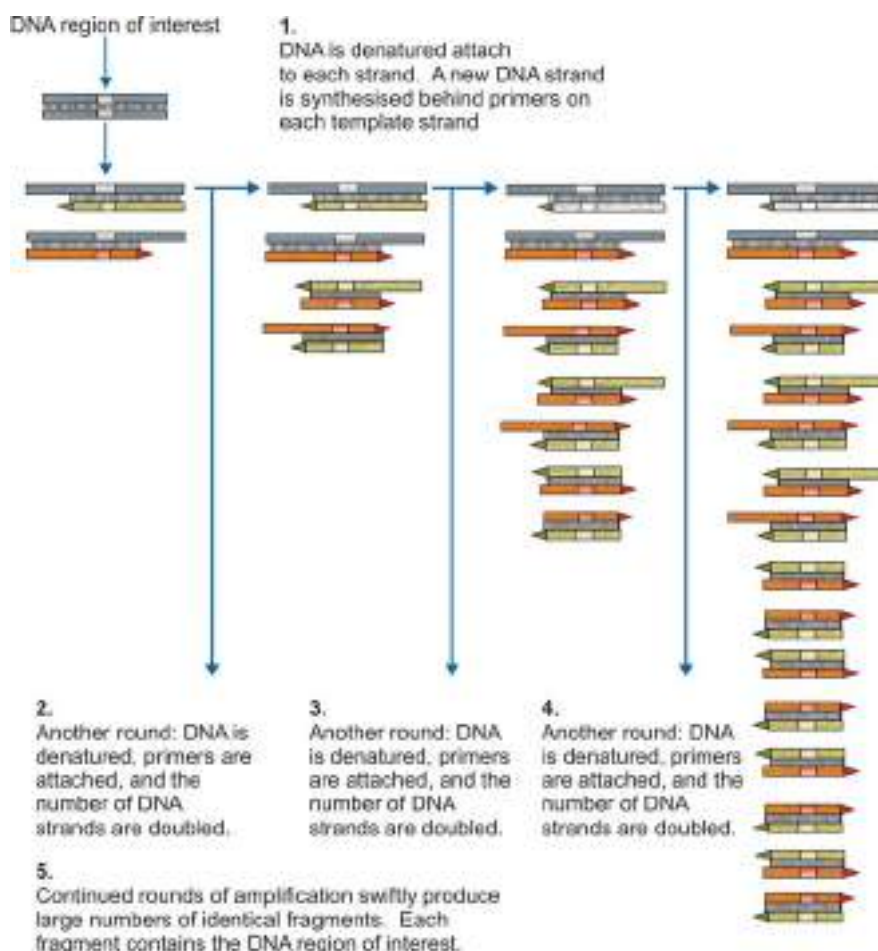 DNA region of interest
1.
DNA is denatured attach
to each strand. A new DNA strand
is synthesised behind primers on
each template strand
2.
Another round: DNA is
denatured, primers are
attached, and the
number of DNA
strands are doubled.
3.
Another round: DNA
is denatured, primers
are attached, and the
number of DNA
strands are doubled.
4.
Another round: DNA
is denatured, primers
are attached, and the
number of DNA
strands are doubled.
5.
Continued rounds of amplification swiftly produce
large numbers of identical fragments. Each
fragment contains the DNA region of interest.